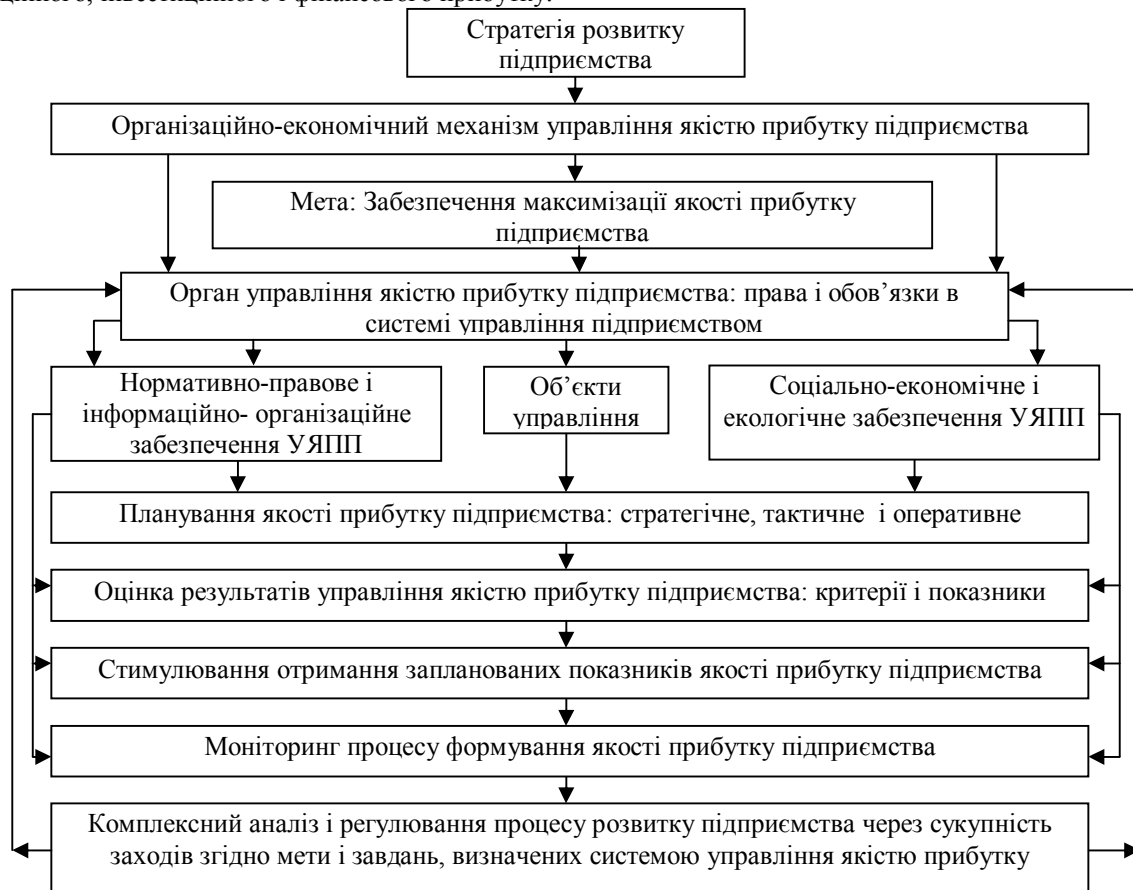 інвестиційного і фінансового прибутку.
Стратегія розвитку
підприємства
Організаційно-економічний механізм управління якістю прибутку підприємства
Мета: Забезпечення максимізації якості прибутку
підприємства
Орган управління якістю прибутку підприємства: права і обов’язки в
системі управління підприємством
Нормативно-правове і
інформаційно- організаційне
забезпечення УЯПП
Об’єкти
управління
Соціально-економічне і
екологічне забезпечення УЯПП
Планування якості прибутку підприємства: стратегічне, тактичне і оперативне
Оцінка результатів управління якістю прибутку підприємства: критерії і показники
Стимулювання отримання запланованих показників якості прибутку підприємства
Моніторинг процесу формування якості прибутку підприємства
Комплексний аналіз і регулювання процесу розвитку підприємства через сукупність
заходів згідно мети і завдань, визначених системою управління якістю прибутку